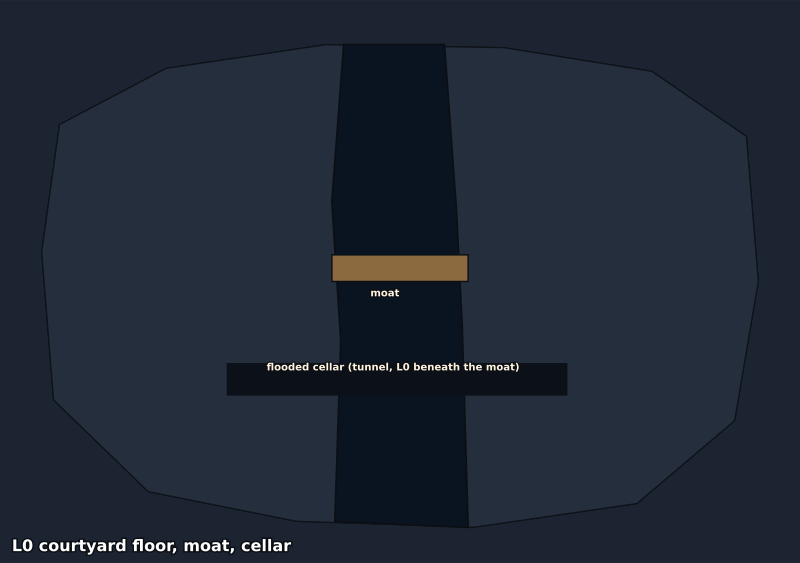 moat
flooded cellar (tunnel, L0 beneath the moat)
L0 courtyard floor, moat, cellar